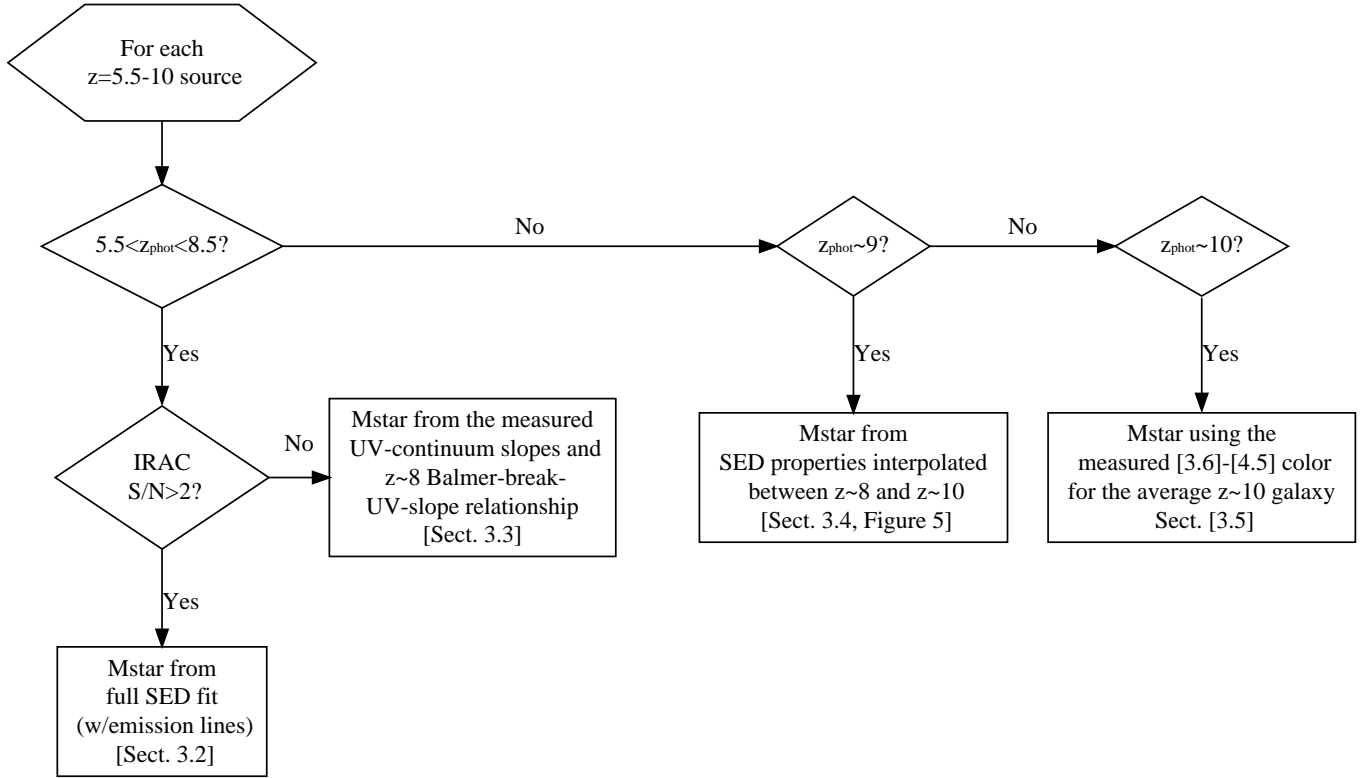 For each
z=5.5-10 source
5.5<zphot<8.5?
No
zphot~9?
No
zphot~10?
Yes
Yes
Yes
IRAC
S/N>2?
No
Mstar from the measured
UV-continuum slopes and
z~8 Balmer-break-
UV-slope relationship
[Sect. 3.3]
Mstar from
SED properties interpolated
between z~8 and z~10
[Sect. 3.4, Figure 5]
Mstar using the
measured [3.6]-[4.5] color
for the average z~10 galaxy
Sect. [3.5]
Yes
Mstar from
full SED fit
(w/emission lines)
[Sect. 3.2]